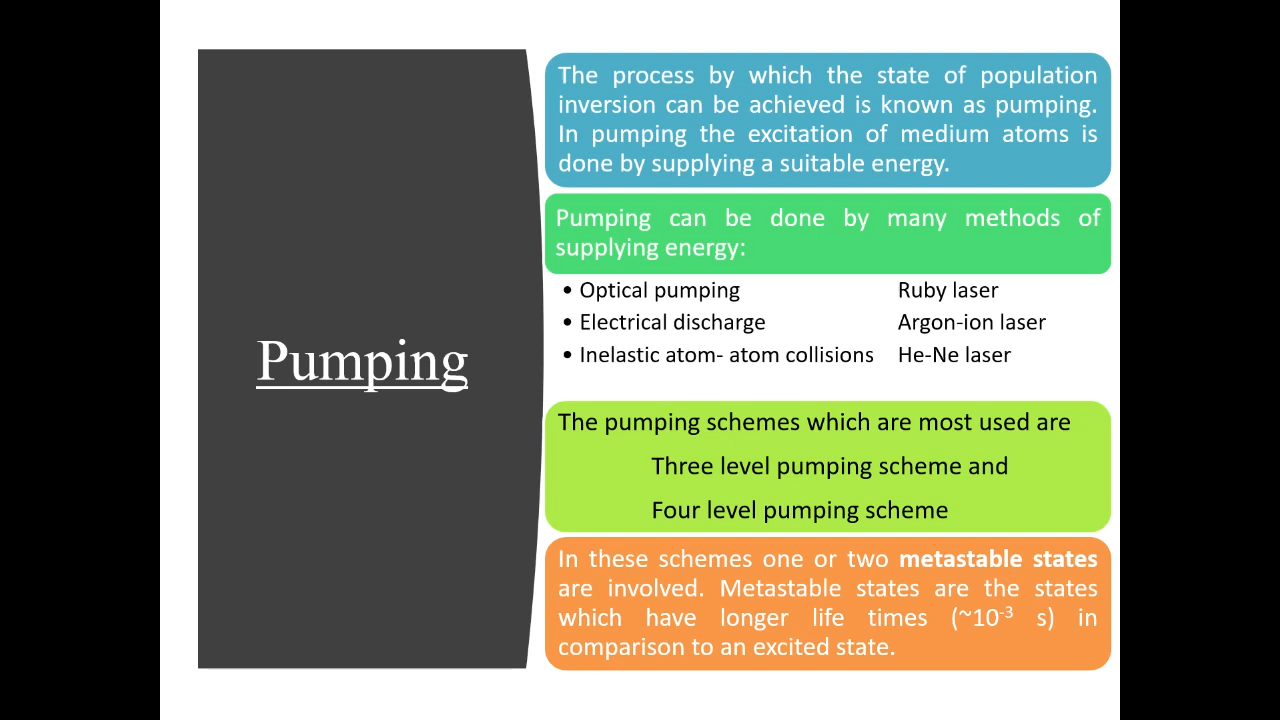 Pumping
The process by which the state of population
inversion can be achieved is known as pumping.
In pumping the excitation of medium atoms is
done by supplying a suitable energy.
Pumping can be done by many methods of
supplying energy:
• Optical pumping Ruby laser
• Electrical discharge Argon-ion laser
• Inelastic atom- atom collisions He-Ne laser
The pumping schemes which are most used are
Three level pumping scheme and
Four level pumping scheme
In these schemes one or two metastable states
are involved. Metastable states are the states
which have longer life times (~10⁻³ s) in
comparison to an excited state.